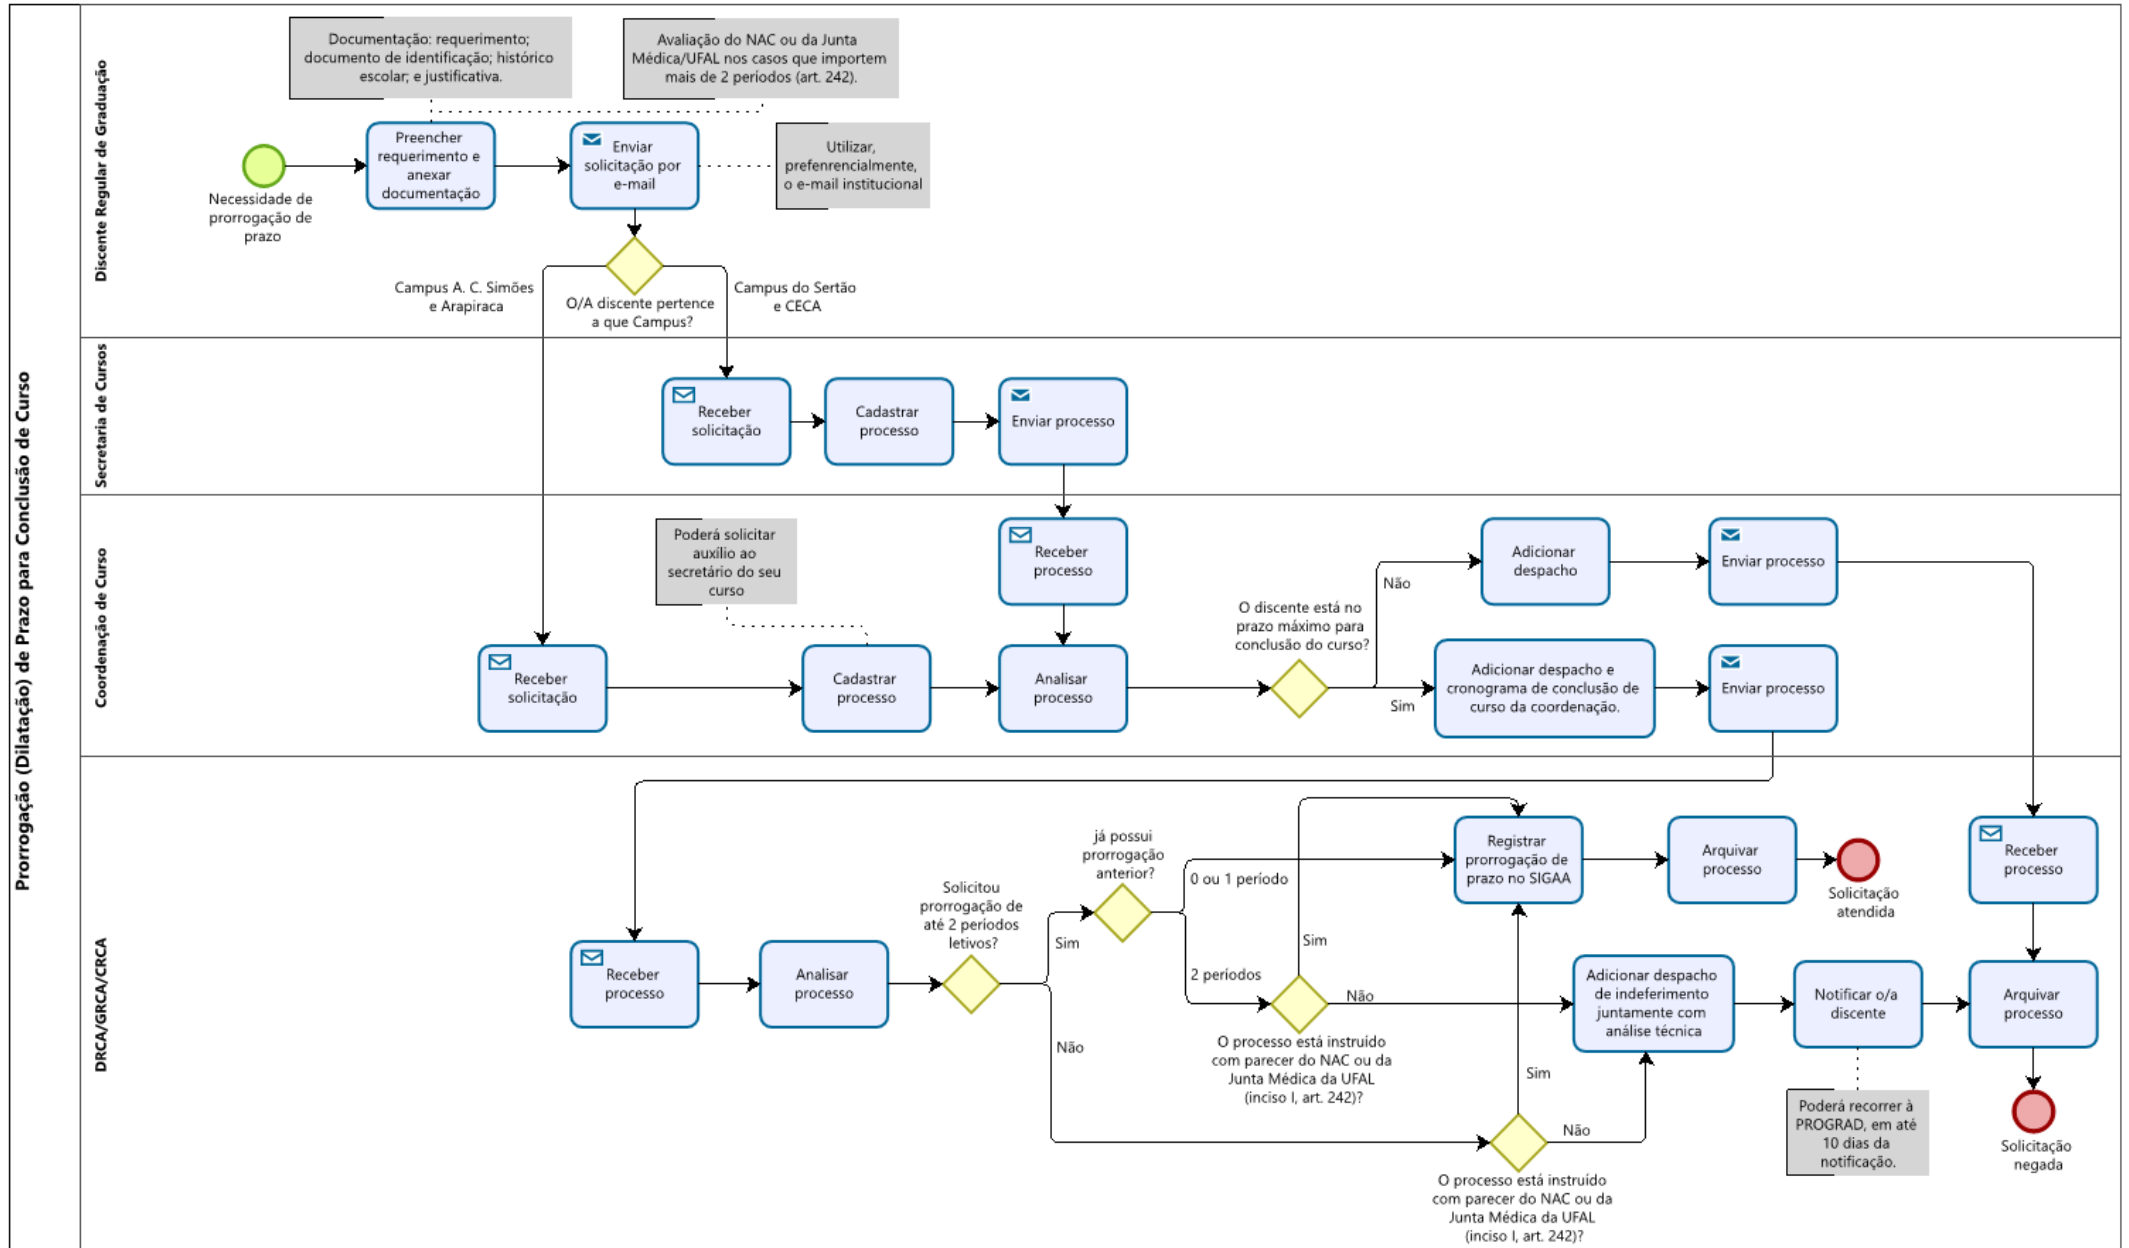 Prorrogação (Dilatação) de Prazo para Conclusão de Curso
Discente Regular de Graduação
Documentação: requerimento;
documento de identificação; histórico
escolar; e justificativa.
Avaliação do NAC ou da Junta
Médica/UFAL nos casos que importem
mais de 2 períodos (art. 242).
Necessidade de
prorrogação de
prazo
Preencher
requerimento e
anexar
documentação
Enviar
solicitação por
e-mail
Utilizar,
prefenrencialmente,
o e-mail institucional
Campus A. C. Simões
e Arapiraca
O/A discente pertence
a que Campus?
Campus do Sertão
e CECA
Secretaria de Cursos
Receber
solicitação
Cadastrar
processo
Enviar processo
Coordenação de Curso
Poderá solicitar
auxílio ao
secretário do seu
curso
Receber
processo
Receber
solicitação
Cadastrar
processo
Analisar
processo
O discente está no
prazo máximo para
conclusão do curso?
Não
Adicionar
despacho
Enviar processo
Sim
Adicionar despacho e
cronograma de conclusão de
curso da coordenação.
Enviar processo
DRCA/GRCA/CRCA
Receber
processo
Analisar
processo
Solicitou
prorrogação de
até 2 períodos
letivos?
Sim
Não
já possui
prorrogação
anterior?
0 ou 1 período
2 períodos
Sim
Não
O processo está instruído
com parecer do NAC ou da
Junta Médica da UFAL
(inciso I, art. 242)?
Registrar
prorrogação de
prazo no SIGAA
Arquivar
processo
Solicitação
atendida
Receber
processo
Adicionar despacho
de indeferimento
juntamente com
análise técnica
Notificar o/a
discente
Arquivar
processo
Sim
Não
O processo está instruído
com parecer do NAC ou da
Junta Médica da UFAL
(inciso I, art. 242)?
Poderá recorrer à
PROGRAD, em até
10 dias da
notificação.
Solicitação
negada